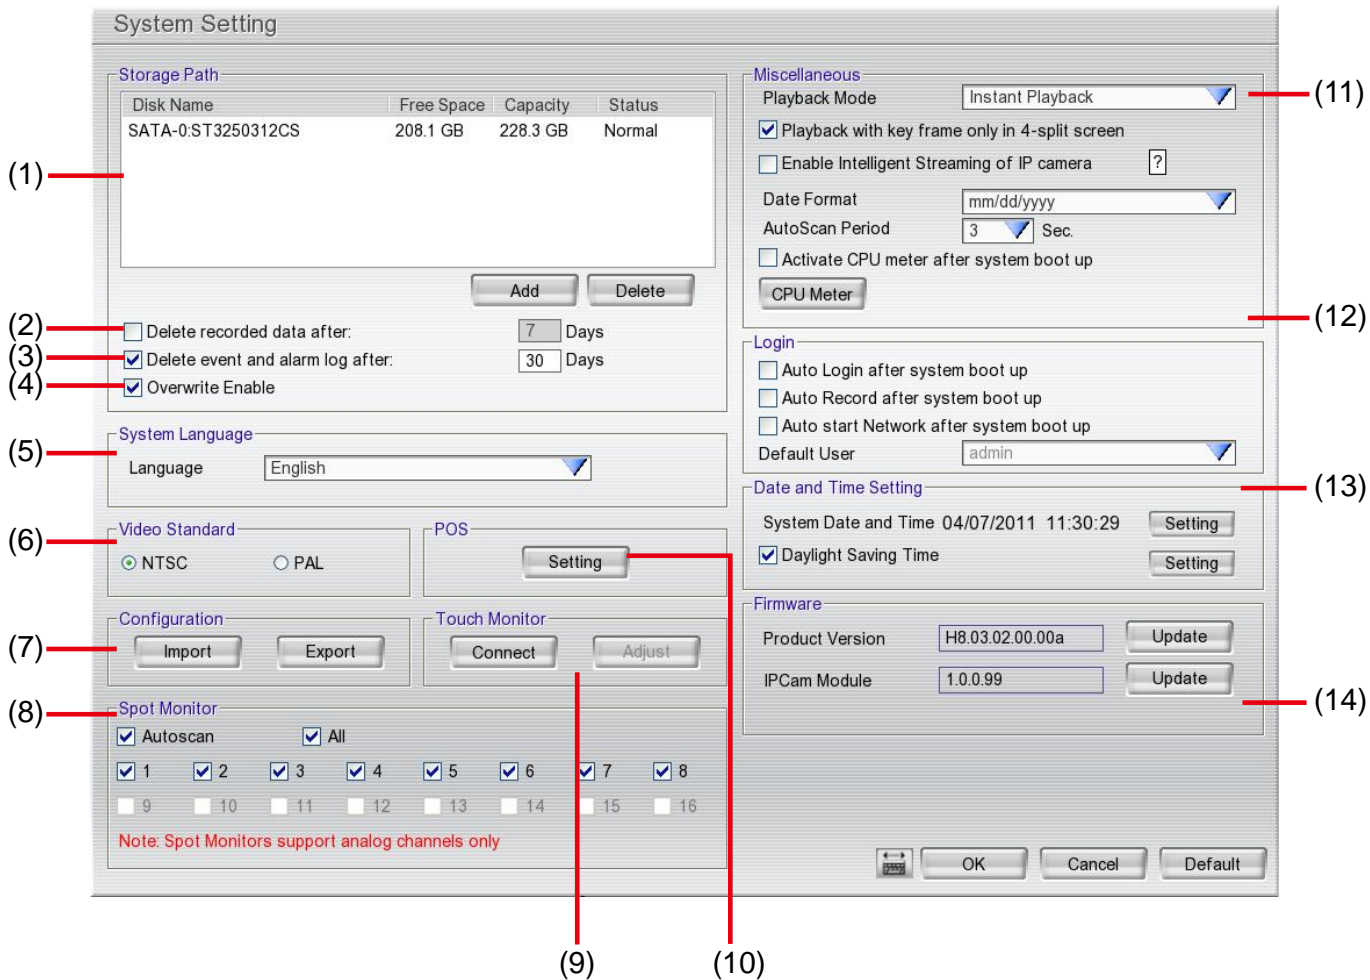 System Setting
Storage Path
Disk Name Free Space Capacity Status
SATA-0:ST3250312CS 208.1 GB 228.3 GB Normal
(1)
Add Delete
(2) Delete recorded data after: 7 Days
(3) Delete event and alarm log after: 30 Days
(4) Overwrite Enable
System Language
(5) Language English
Video Standard
(6) NTSC PAL
POS
Setting
Configuration
(7) Import Export
Touch Monitor
Connect Adjust
(8) Spot Monitor
Autoscan All
1 2 3 4 5 6 7 8
9 10 11 12 13 14 15 16
Note: Spot Monitors support analog channels only
Miscellaneous
Playback Mode Instant Playback (11)
Playback with key frame only in 4-split screen
Enable Intelligent Streaming of IP camera ?
Date Format mm/dd/yyyy
AutoScan Period 3 Sec.
Activate CPU meter after system boot up
CPU Meter
(12)
Login
Auto Login after system boot up
Auto Record after system boot up
Auto start Network after system boot up
Default User admin
Date and Time Setting (13)
System Date and Time 04/07/2011 11:30:29 Setting
Daylight Saving Time Setting
Firmware
Product Version H8.03.02.00.00a Update
IPCam Module 1.0.0.99 Update
(14)
OK Cancel Default
(9) (10)